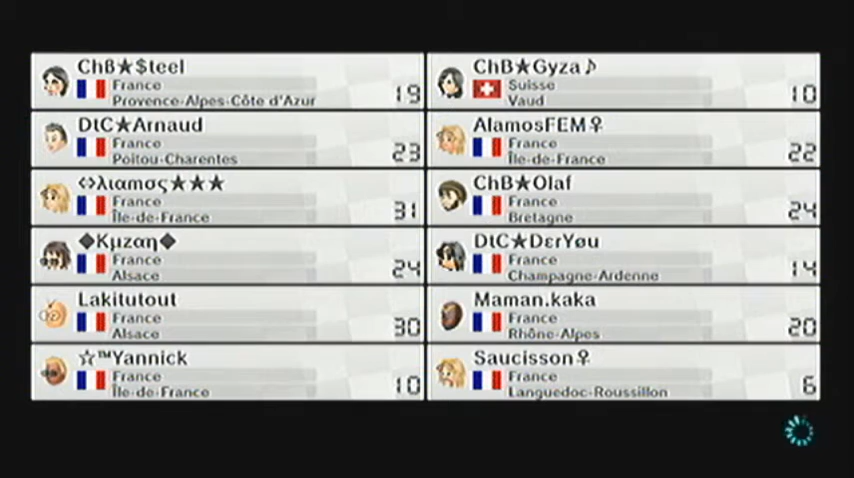 ChB★$teel
France
Provence-Alpes-Côte d'Azur
19
ChB★Gyza♪
Suisse
Vaud
10
DtC★Arnaud
France
Poitou-Charentes
23
AlamosFEM♀
France
Île-de-France
22
<>λιαmσς★★★
France
Île-de-France
31
ChB★Olaf
France
Bretagne
24
◆Kμzαη◆
France
Alsace
24
DtC★DεrYøu
France
Champagne-Ardenne
14
Lakitutout
France
Alsace
30
Maman.kaka
France
Rhône-Alpes
20
☆™Yannick
France
Île-de-France
10
Saucisson♀
France
Languedoc-Roussillon
6